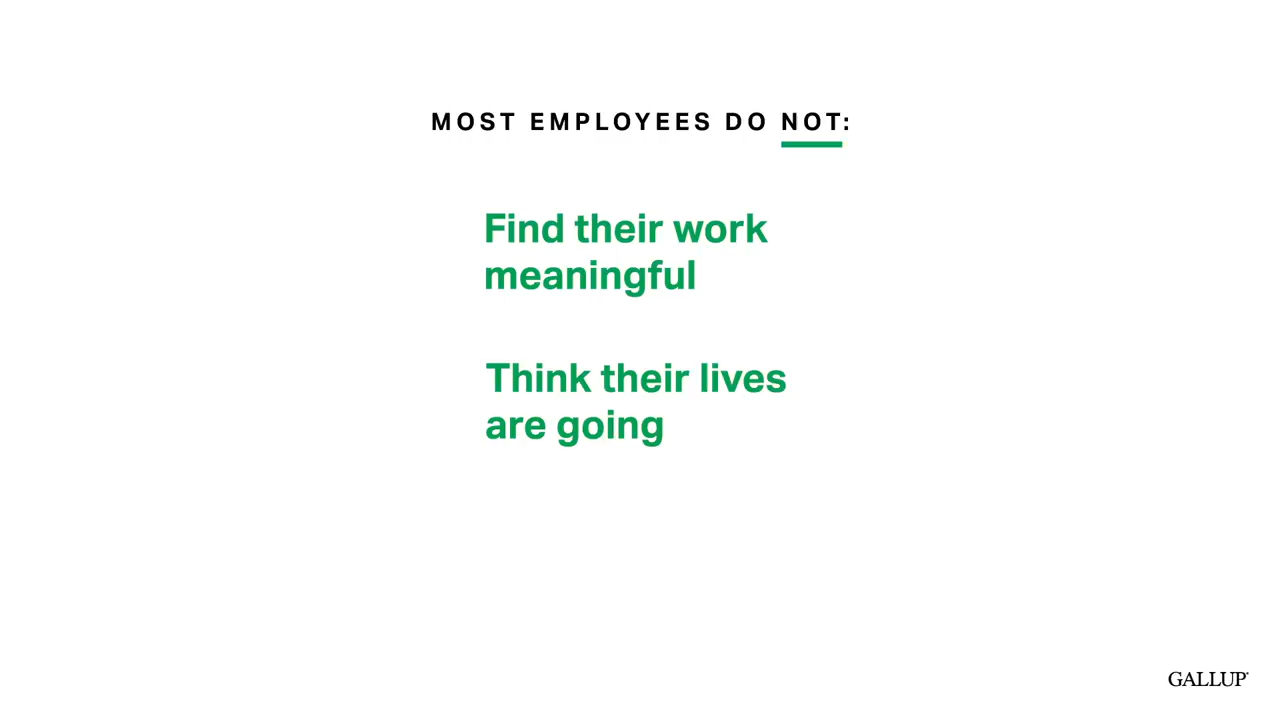 MOST EMPLOYEES DO NOT:
Find their work
meaningful
Think their lives
are going
GALLUP®